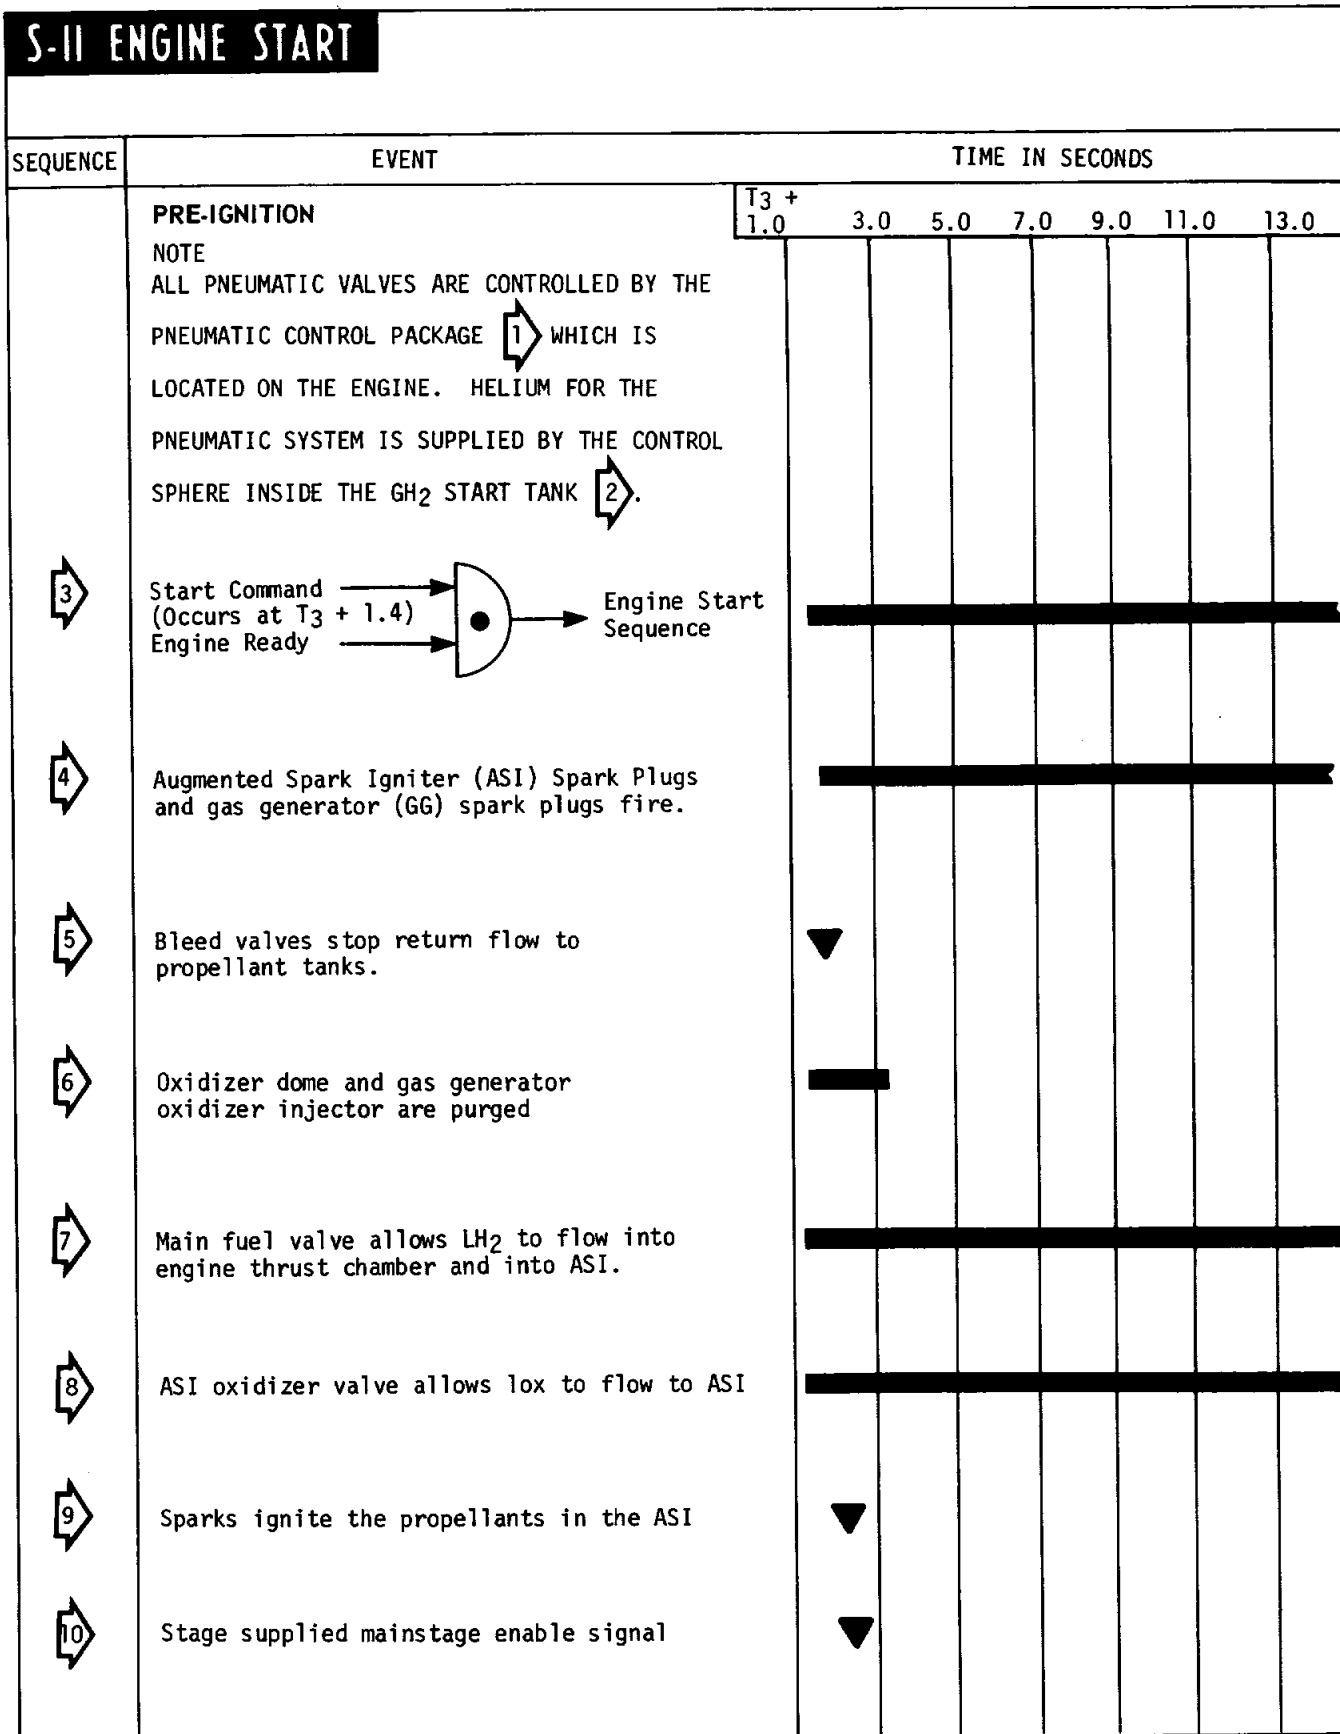 S-II ENGINE START
SEQUENCE EVENT TIME IN SECONDS
PRE-IGNITION
T3 +
1.0 3.0 5.0 7.0 9.0 11.0 13.0
NOTE
ALL PNEUMATIC VALVES ARE CONTROLLED BY THE
PNEUMATIC CONTROL PACKAGE 1 WHICH IS
LOCATED ON THE ENGINE. HELIUM FOR THE
PNEUMATIC SYSTEM IS SUPPLIED BY THE CONTROL
SPHERE INSIDE THE GH2 START TANK 2.
3
Start Command
(Occurs at T3 + 1.4)
Engine Ready
Engine Start
Sequence
4
Augmented Spark Igniter (ASI) Spark Plugs
and gas generator (GG) spark plugs fire.
5
Bleed valves stop return flow to
propellant tanks.
6
Oxidizer dome and gas generator
oxidizer injector are purged
7
Main fuel valve allows LH2 to flow into
engine thrust chamber and into ASI.
8
ASI oxidizer valve allows lox to flow to ASI
9
Sparks ignite the propellants in the ASI
10
Stage supplied mainstage enable signal